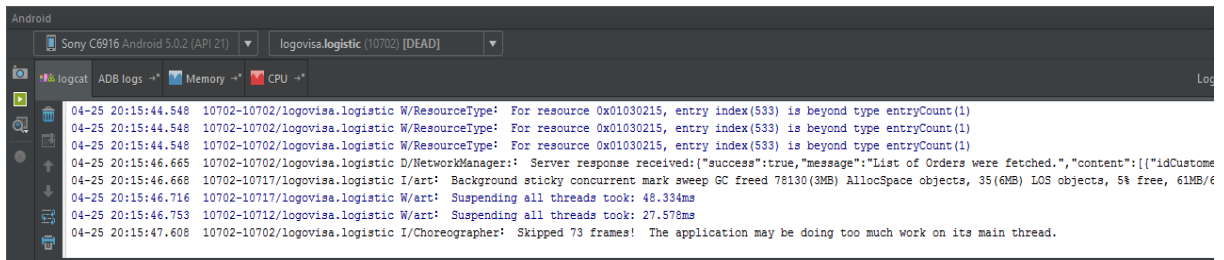 Android
Sony C6916 Android 5.0.2 (API 21) logovisa.logistic (10702) [DEAD]
logcat ADB logs →* Memory →* CPU →* Log
04-25 20:15:44.548 10702-10702/logovisa.logistic W/ResourceType: For resource 0x01030215, entry index(533) is beyond type entryCount(1)
04-25 20:15:44.548 10702-10702/logovisa.logistic W/ResourceType: For resource 0x01030215, entry index(533) is beyond type entryCount(1)
04-25 20:15:44.548 10702-10702/logovisa.logistic W/ResourceType: For resource 0x01030215, entry index(533) is beyond type entryCount(1)
04-25 20:15:46.665 10702-10702/logovisa.logistic D/NetworkManager:: Server response received:{"success":true,"message":"List of Orders were fetched.","content":[{"idCustome
04-25 20:15:46.668 10702-10717/logovisa.logistic I/art: Background sticky concurrent mark sweep GC freed 78130(3MB) AllocSpace objects, 35(6MB) LOS objects, 5% free, 61MB/6
04-25 20:15:46.716 10702-10717/logovisa.logistic W/art: Suspending all threads took: 48.334ms
04-25 20:15:46.753 10702-10712/logovisa.logistic W/art: Suspending all threads took: 27.578ms
04-25 20:15:47.608 10702-10702/logovisa.logistic I/Choreographer: Skipped 73 frames! The application may be doing too much work on its main thread.